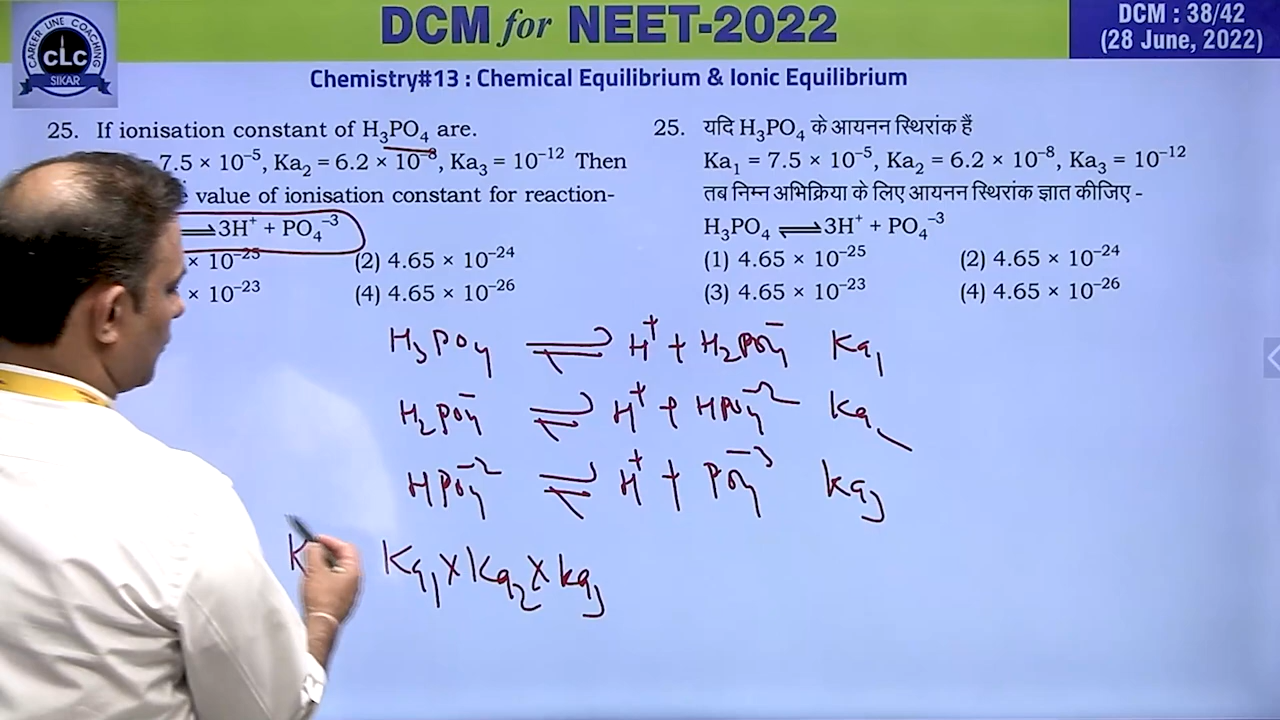 CAREER LINE COACHING
CLC
SIKAR
DCM for NEET-2022
DCM : 38/42
(28 June, 2022)
Chemistry#13 : Chemical Equilibrium & Ionic Equilibrium
25. If ionisation constant of H₃PO₄ are.
= 7.5 × 10⁻⁵, Ka₂ = 6.2 × 10⁻⁸, Ka₃ = 10⁻¹² Then
value of ionisation constant for reaction-
⇌ 3H⁺ + PO₄⁻³
× 10⁻²⁵ (2) 4.65 × 10⁻²⁴
× 10⁻²³ (4) 4.65 × 10⁻²⁶
25. यदि H₃PO₄ के आयनन स्थिरांक हैं
Ka₁ = 7.5 × 10⁻⁵, Ka₂ = 6.2 × 10⁻⁸, Ka₃ = 10⁻¹²
तब निम्न अभिक्रिया के लिए आयनन स्थिरांक ज्ञात कीजिए -
H₃PO₄ ⇌ 3H⁺ + PO₄⁻³
(1) 4.65 × 10⁻²⁵ (2) 4.65 × 10⁻²⁴
(3) 4.65 × 10⁻²³ (4) 4.65 × 10⁻²⁶
H₃PO₄ ⇌ H⁺ + H₂PO₄⁻ Ka₁
H₂PO₄⁻ ⇌ H⁺ + HPO₄⁻² Ka₂
HPO₄⁻² ⇌ H⁺ + PO₄⁻³ Ka₃
K Ka₁ × Ka₂ × Ka₃